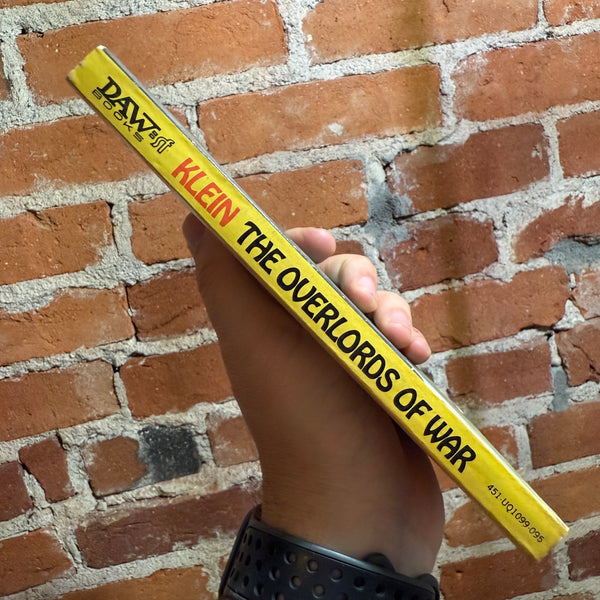 DAW=sf
BOOKS
KLEIN THE OVERLORDS OF WAR
451-UQ1099-095